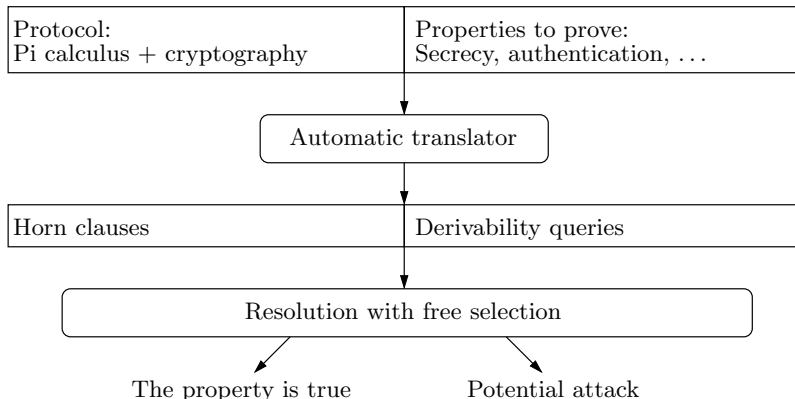 Protocol:
Pi calculus + cryptography
Properties to prove:
Secrecy, authentication, . . .
Automatic translator
Horn clauses
Derivability queries
Resolution with free selection
The property is true
Potential attack